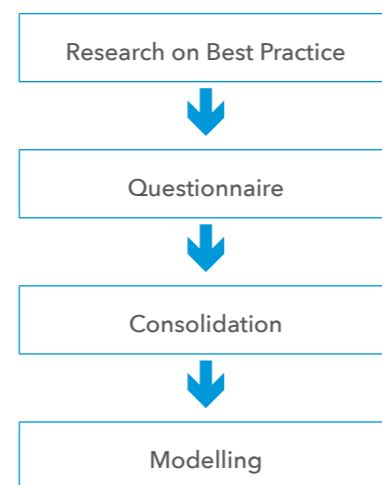 Research on Best Practice
Questionnaire
Consolidation
Modelling